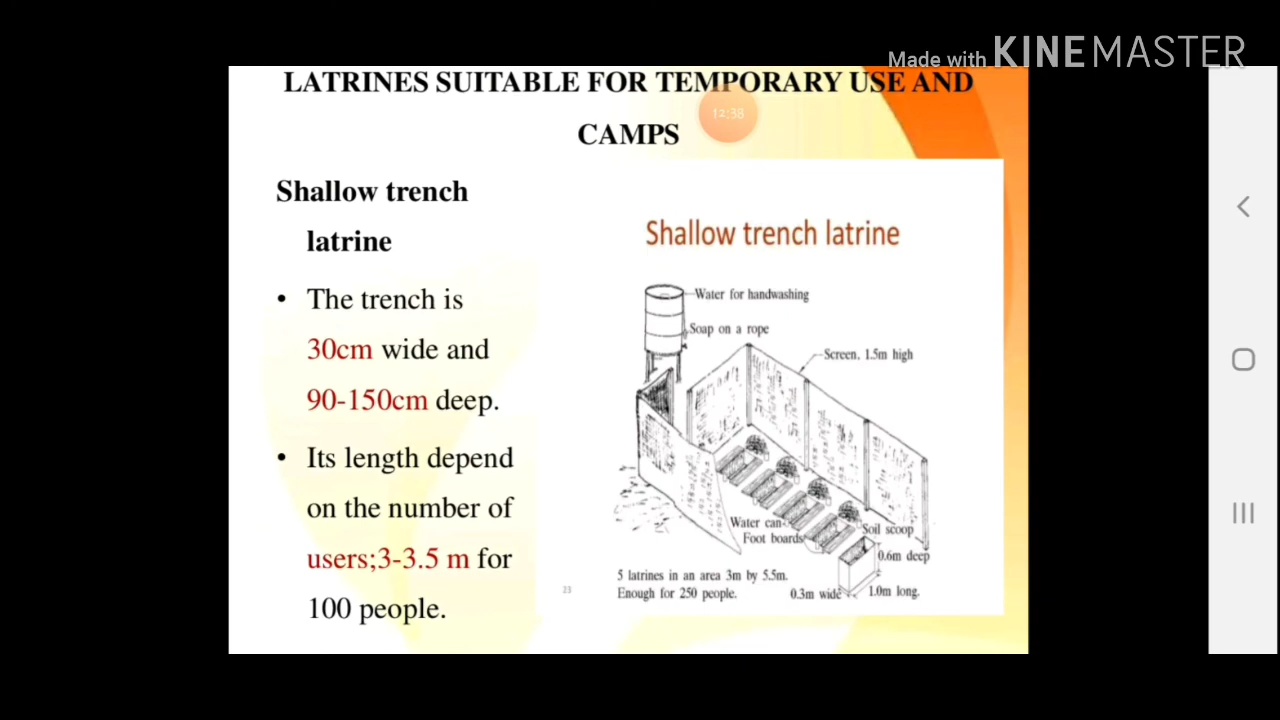 Made with KINEMASTER
LATRINES SUITABLE FOR TEMPORARY USE AND
12:38
CAMPS
Shallow trench
latrine
• The trench is
30cm wide and
90-150cm deep.
• Its length depend
on the number of
users;3-3.5 m for
100 people.
Shallow trench latrine
Water for handwashing
Soap on a rope
Screen, 1.5m high
Water can
Soil scoop
Foot boards
0.6m deep
5 latrines in an area 3m by 5.5m.
Enough for 250 people.
0.3m wide
1.0m long.
23